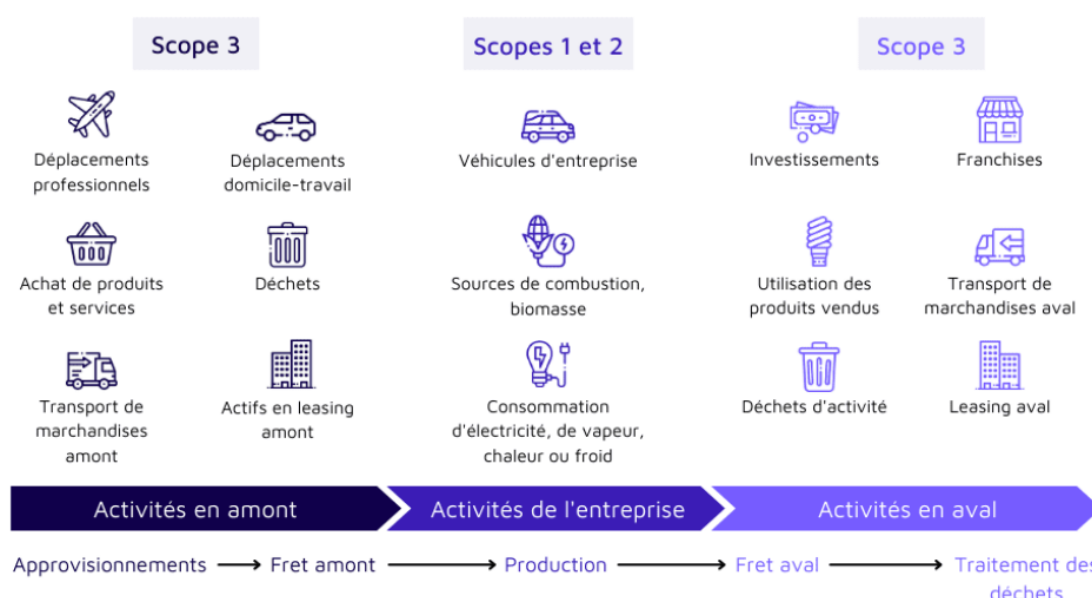 Scope 3
Scopes 1 et 2
Scope 3
Déplacements
professionnels
Déplacements
domicile-travail
Véhicules d'entreprise
Investissements
Franchises
Achat de produits
et services
Déchets
Sources de combustion,
biomasse
Utilisation des
produits vendus
Transport de
marchandises aval
Transport de
marchandises
amont
Actifs en leasing
amont
Consommation
d'électricité, de vapeur,
chaleur ou froid
Déchets d'activité
Leasing aval
Activités en amont
Activités de l'entreprise
Activités en aval
Approvisionnements
Fret amont
Production
Fret aval
Traitement des
déchets